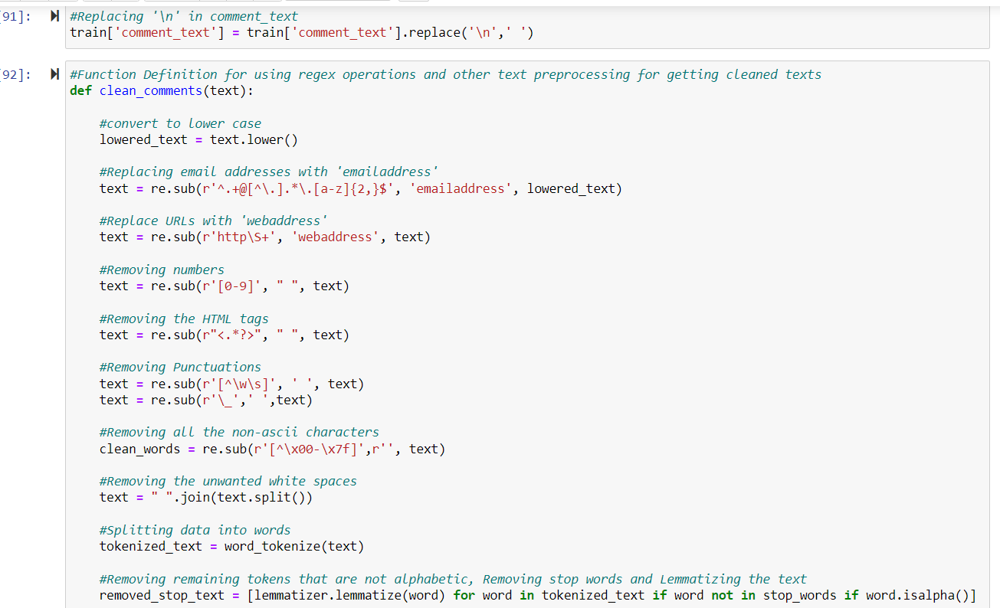 [91]: #Replacing '\n' in comment_text
train['comment_text'] = train['comment_text'].replace('\n',' ')
[92]: #Function Definition for using regex operations and other text preprocessing for getting cleaned texts
def clean_comments(text):
#convert to lower case
lowered_text = text.lower()
#Replacing email addresses with 'emailaddress'
text = re.sub(r'^.+@[^\.].*\.[a-z]{2,}$', 'emailaddress', lowered_text)
#Replace URLs with 'webaddress'
text = re.sub(r'http\S+', 'webaddress', text)
#Removing numbers
text = re.sub(r'[0-9]', " ", text)
#Removing the HTML tags
text = re.sub(r"<.*?>", " ", text)
#Removing Punctuations
text = re.sub(r'[^\w\s]', ' ', text)
text = re.sub(r'\_',' ',text)
#Removing all the non-ascii characters
clean_words = re.sub(r'[^\x00-\x7f]',r'', text)
#Removing the unwanted white spaces
text = " ".join(text.split())
#Splitting data into words
tokenized_text = word_tokenize(text)
#Removing remaining tokens that are not alphabetic, Removing stop words and Lemmatizing the text
removed_stop_text = [lemmatizer.lemmatize(word) for word in tokenized_text if word not in stop_words if word.isalpha()]